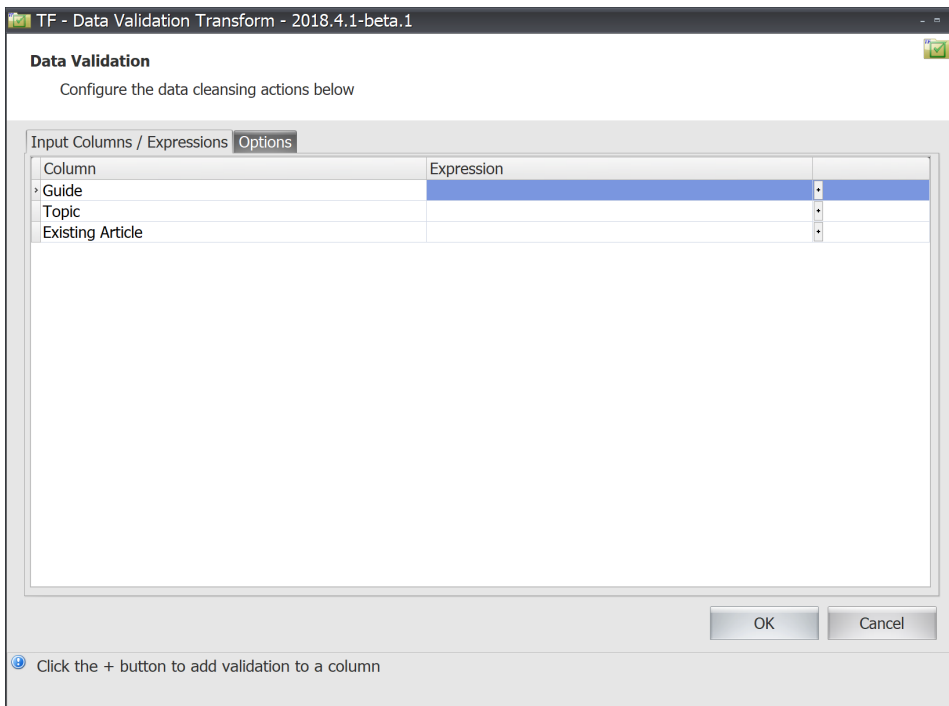 TF - Data Validation Transform - 2018.4.1-beta.1
Data Validation
Configure the data cleansing actions below
Input Columns / Expressions Options
Column Expression
Guide +
Topic +
Existing Article +
OK Cancel
Click the + button to add validation to a column